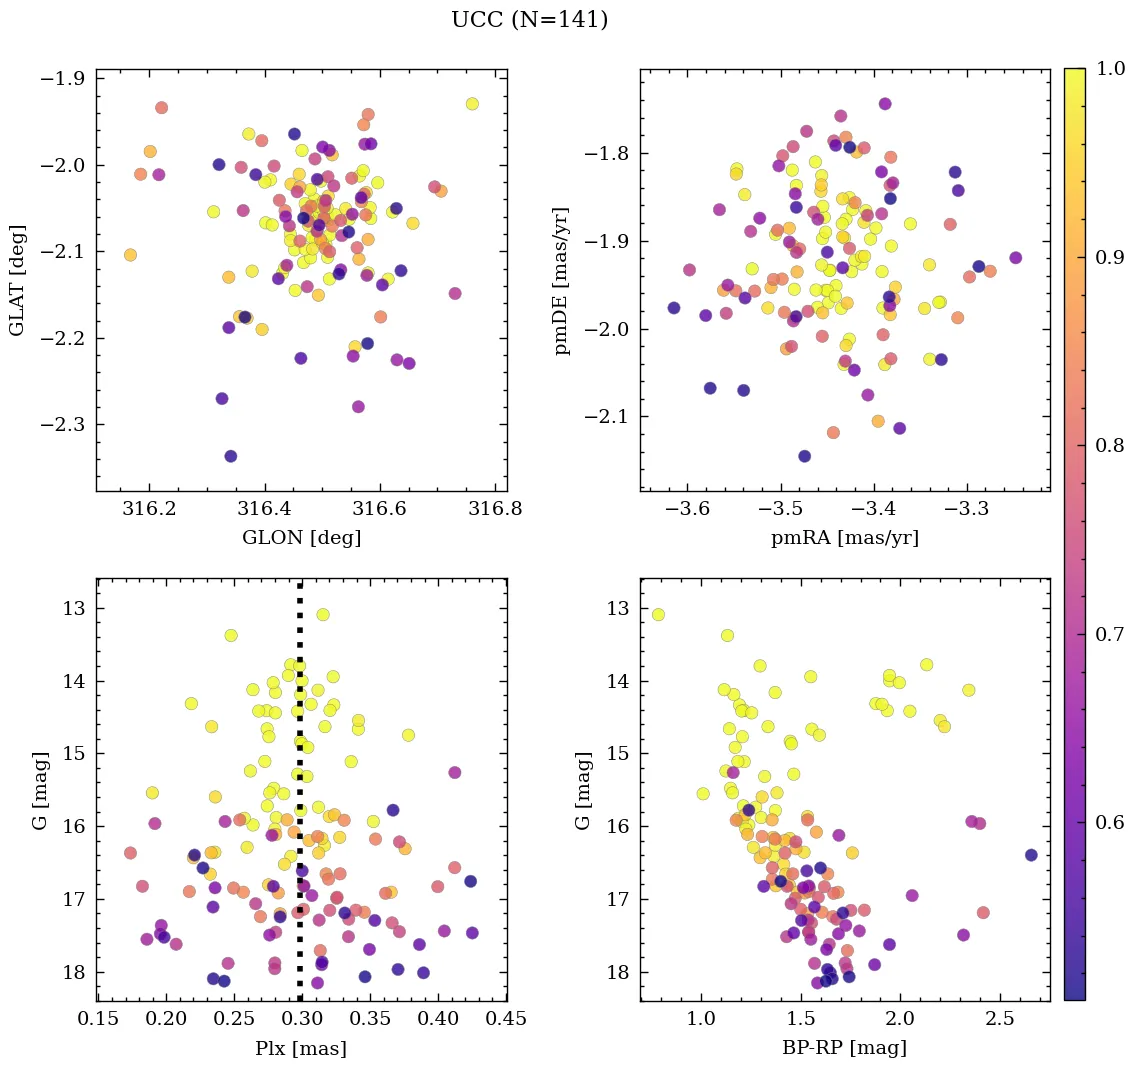 UCC (N=141)
−1.9
−2.0
−2.1
−2.2
−2.3
GLAT [deg]
316.2 316.4 316.6 316.8
GLON [deg]
−1.8
−1.9
−2.0
−2.1
pmDE [mas/yr]
−3.6 −3.5 −3.4 −3.3
pmRA [mas/yr]
13
14
15
16
17
18
G [mag]
0.15 0.20 0.25 0.30 0.35 0.40 0.45
Plx [mas]
13
14
15
16
17
18
G [mag]
1.0 1.5 2.0 2.5
BP-RP [mag]
1.0
0.9
0.8
0.7
0.6